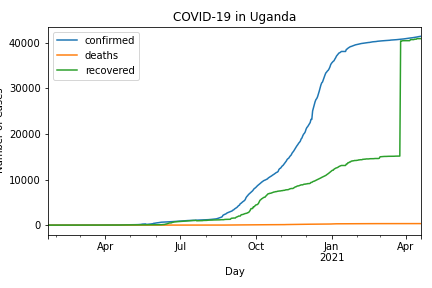 COVID-19 in Uganda
confirmed
deaths
recovered
40000
30000
20000
10000
0
Apr
Jul
Oct
Jan
2021
Apr
Day